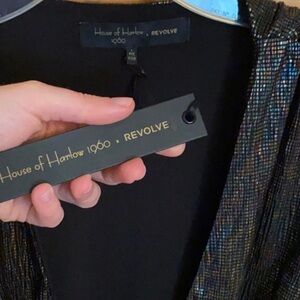 House of Harlow . REVOLVE
1960
House of Harlow 1960 • REVOLVE